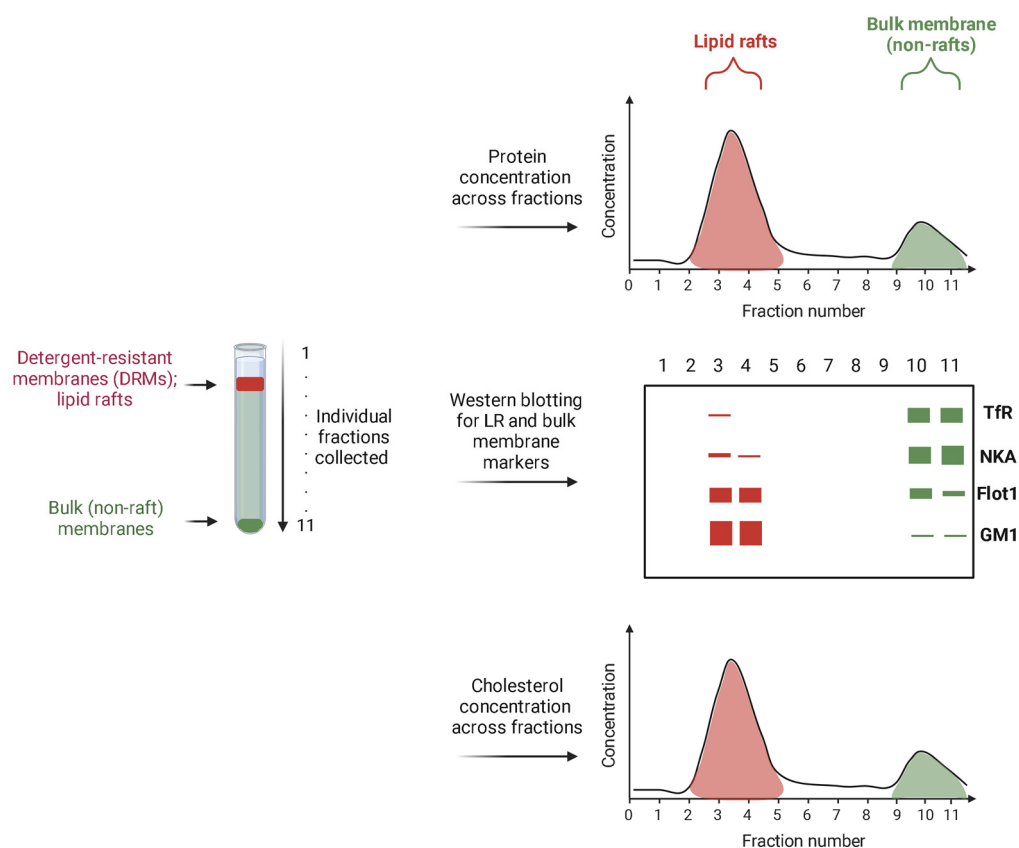 Lipid rafts
Bulk membrane
(non-rafts)
Protein
concentration
across fractions
Concentration
0 1 2 3 4 5 6 7 8 9 10 11
Fraction number
Detergent-resistant
membranes (DRMs);
lipid rafts
Bulk (non-raft)
membranes
1
Individual
fractions
collected
11
Western blotting
for LR and bulk
membrane
markers
1 2 3 4 5 6 7 8 9 10 11
TfR
NKA
Flot1
GM1
Cholesterol
concentration
across fractions
Concentration
0 1 2 3 4 5 6 7 8 9 10 11
Fraction number